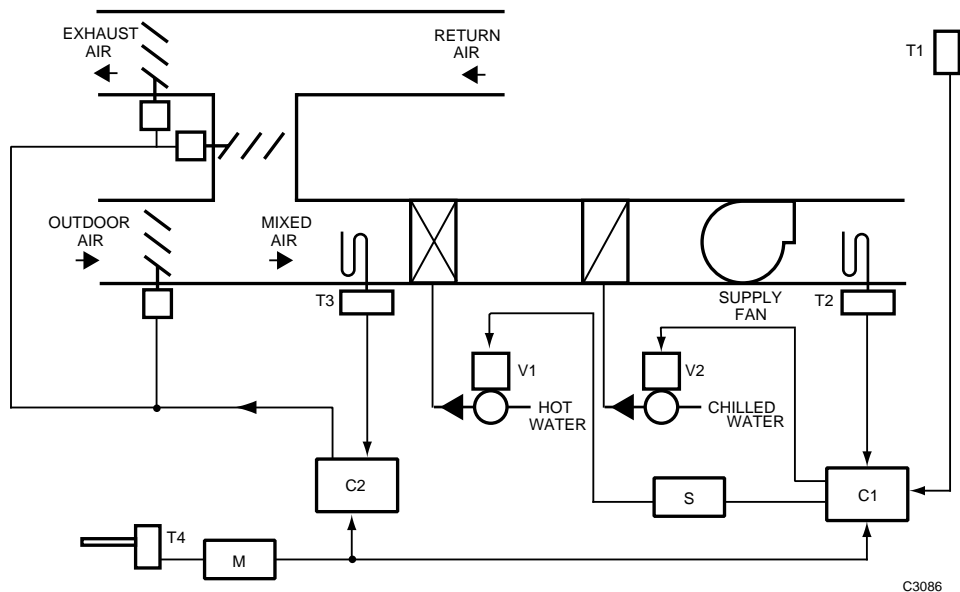 EXHAUST
AIR
RETURN
AIR
T1
OUTDOOR
AIR
MIXED
AIR
T3
SUPPLY
FAN
T2
V1
V2
HOT
WATER
CHILLED
WATER
C2
S
C1
T4
M
C3086